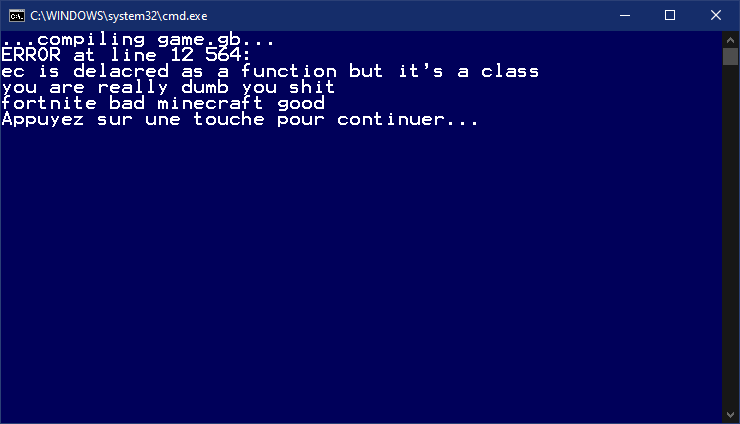 C:\WINDOWS\system32\cmd.exe
...compiling game.gb...
ERROR at line 12 564:
ec is delacred as a function but it's a class
you are really dumb you shit
fortnite bad minecraft good
Appuyez sur une touche pour continuer...